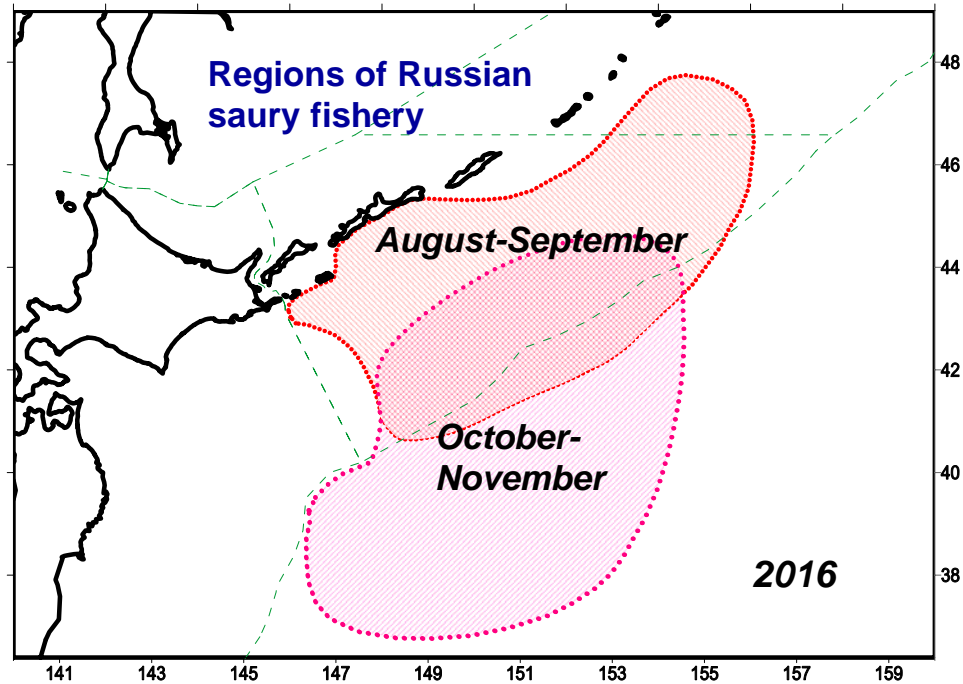 Regions of Russian
saury fishery
August-September
October-
November
2016
48
46
44
42
40
38
141 143 145 147 149 151 153 155 157 159